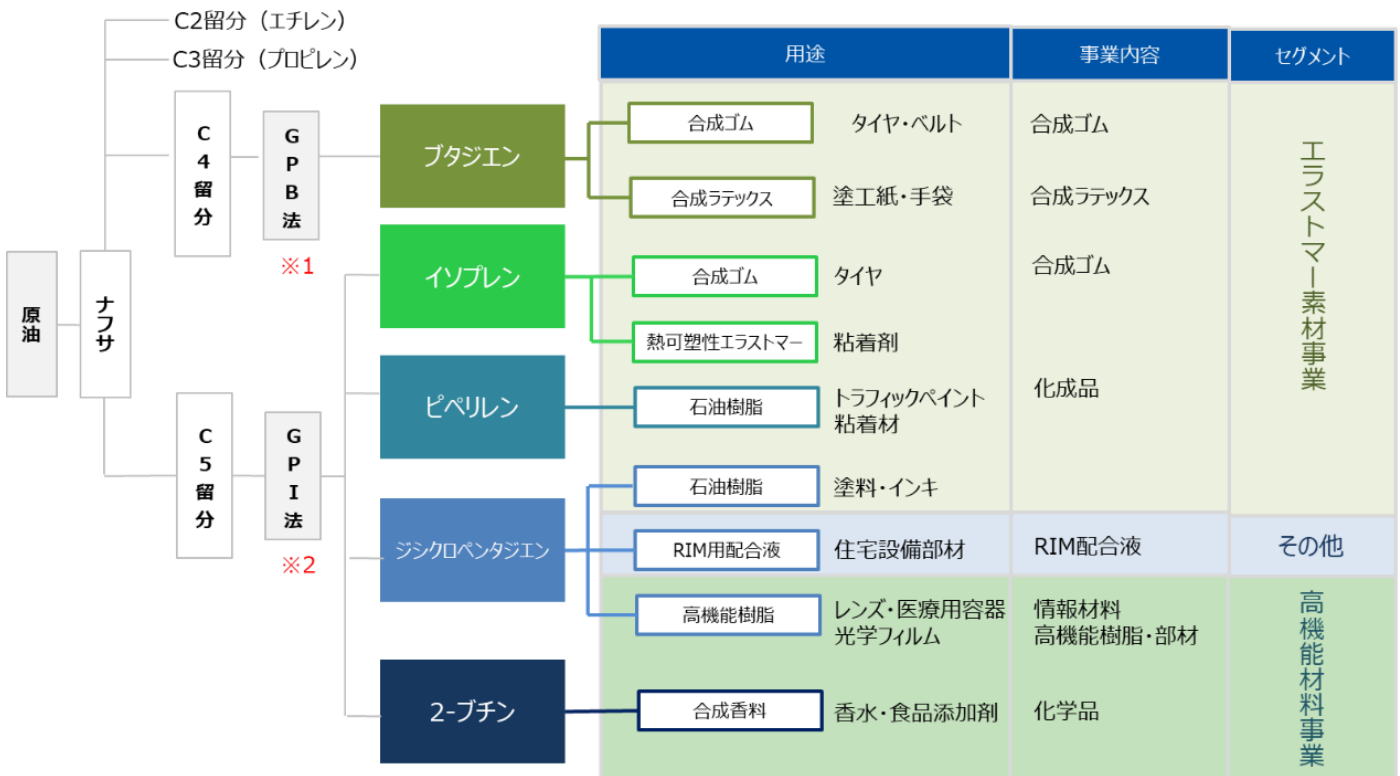 C2留分（エチレン）
C3留分（プロピレン）
用途
事業内容
セグメント
原油
ナフサ
C4留分
GPB法
※1
C5留分
GPI法
※2
ブタジエン
合成ゴム
タイヤ・ベルト
合成ゴム
合成ラテックス
塗工紙・手袋
合成ラテックス
イソプレン
合成ゴム
タイヤ
合成ゴム
熱可塑性エラストマー
粘着剤
ピペリレン
石油樹脂
トラフィックペイント
粘着材
化成品
ジシクロペンタジエン
石油樹脂
塗料・インキ
エラストマー素材事業
RIM用配合液
住宅設備部材
RIM配合液
その他
高機能樹脂
レンズ・医療用容器
光学フィルム
情報材料
高機能樹脂・部材
2-ブチン
合成香料
香水・食品添加剤
化学品
高機能材料事業